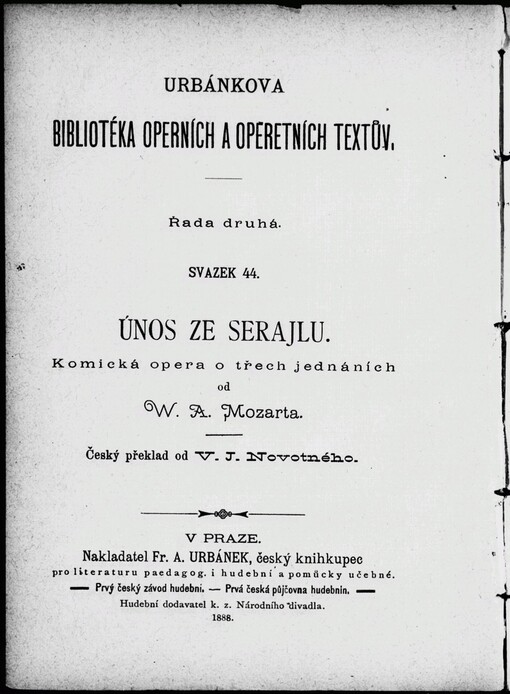 URBÁNKOVA
BIBLIOTÉKA OPERNÍCH A OPERETNÍCH TEXTŮV.
Řada druhá.
SVAZEK 44.
ÚNOS ZE SERAJLU.
Komická opera o třech jednáních
od
W. A. Mozarta.
Český překlad od V. J. Novotného.
V PRAZE.
Nakladatel Fr. A. URBÁNEK, český knihkupec
pro literaturu paedagog. i hudební a pomůcky učebné.
— Prvý český závod hudební. — Prvá česká půjčovna hudebnin. —
Hudební dodavatel k. z. Národního divadla.
1888.